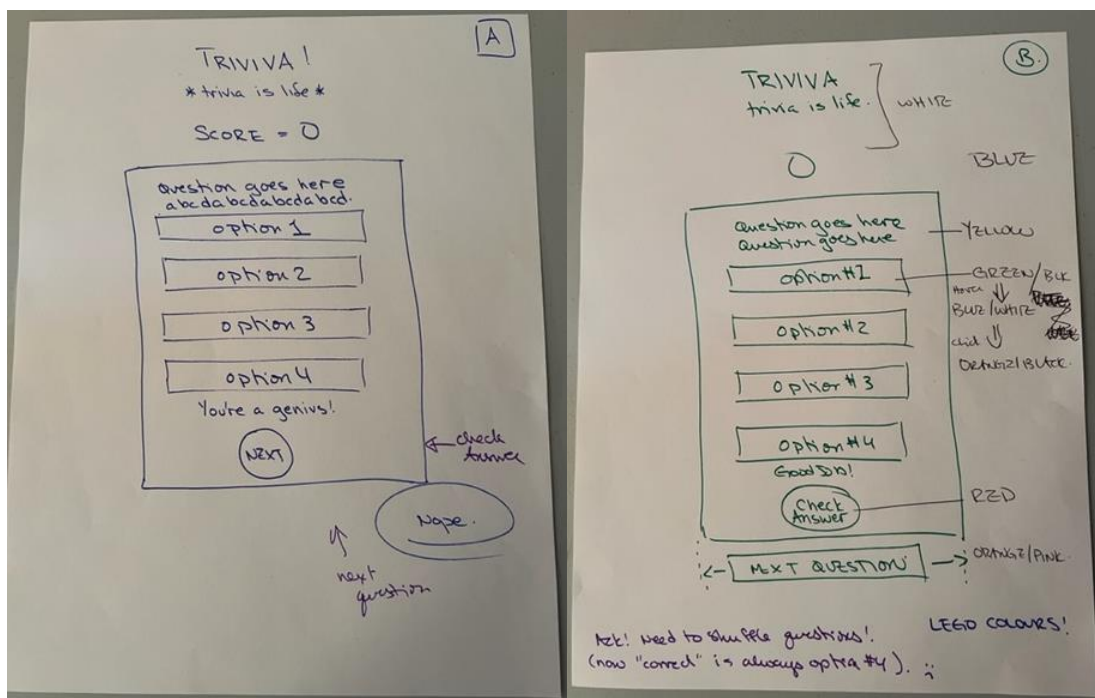 A
TRIVIVA!
* trivia is life *
SCORE = 0
question goes here
abcdabcdabcdabcd.
option 1
option 2
option 3
option 4
You're a genius!
NEXT
check
Answer
Nope.
next
question
B.
TRIVIVA
trivia is life.
WHITE
0
BLUE
Question goes here
Question goes here
YELLOW
option #1
GREEN/BLK
Hover
BLUE/WHITE
option #2
click
ORANGE/BLACK.
option #3
option #4
Good Job!
Check
Answer
RED
NEXT QUESTION
ORANGE/PINK.
LEGO COLOURS!
Need to shuffle questions!
(now "correct" is always option #4). :(